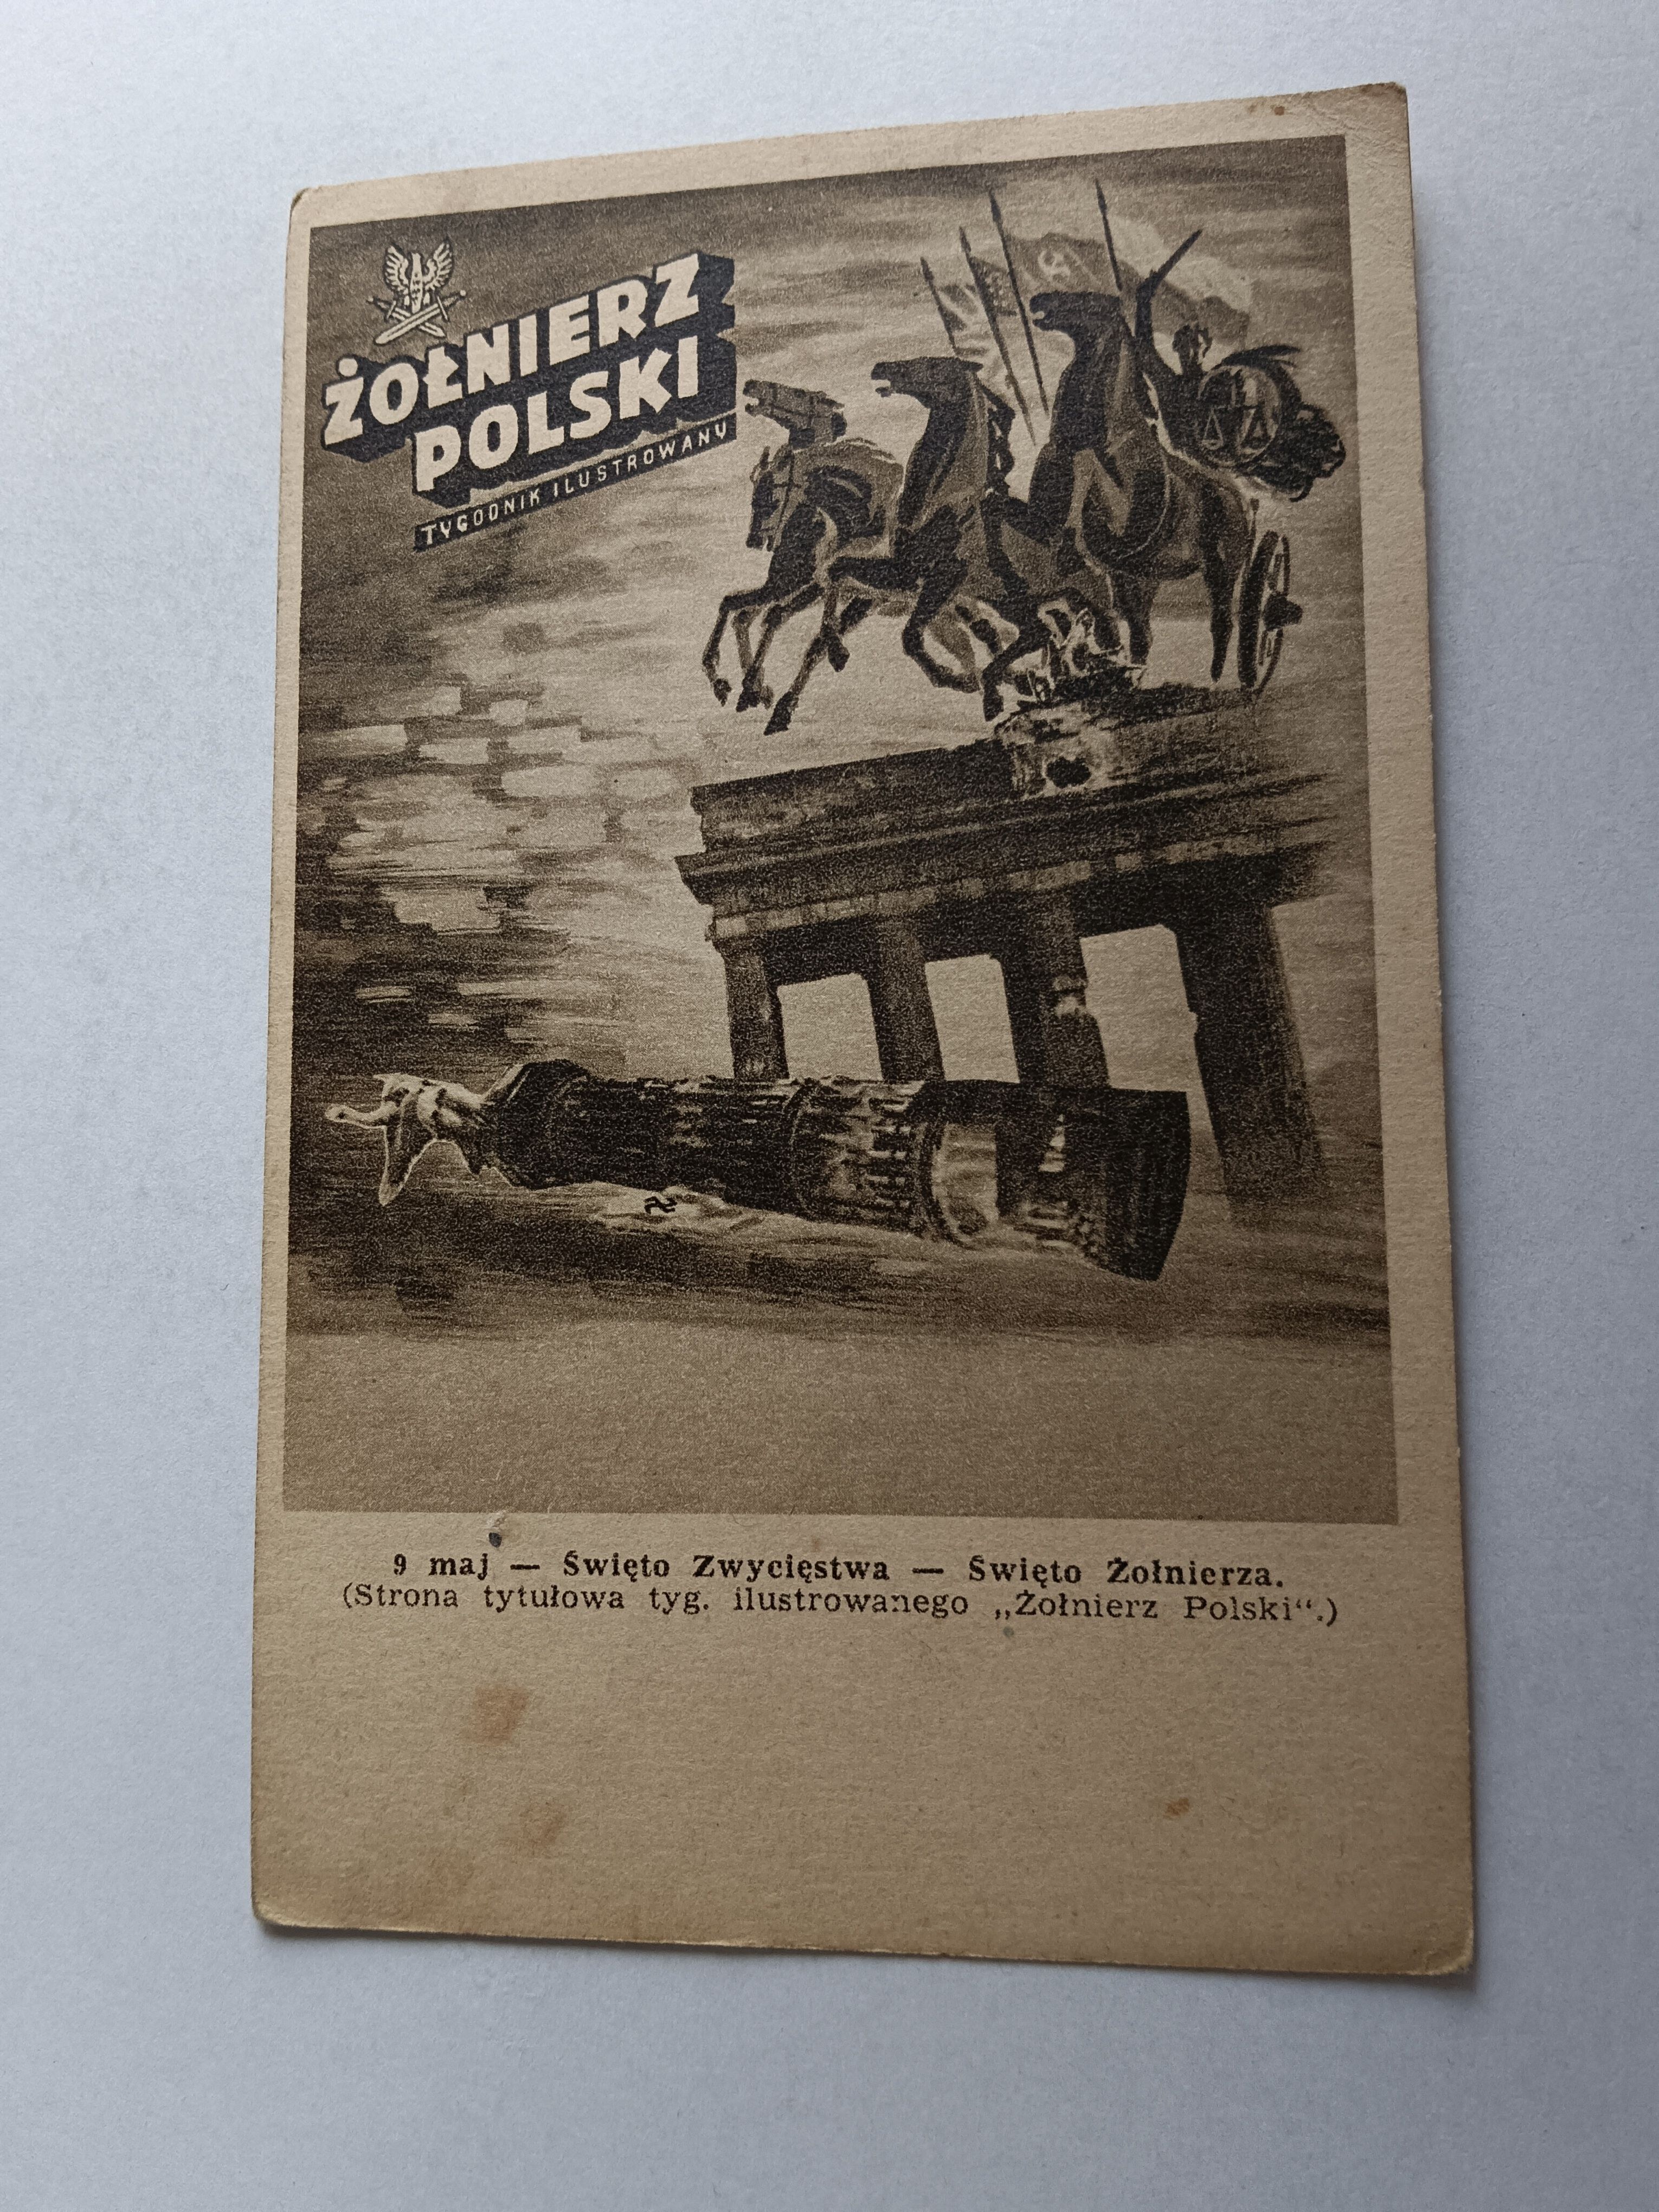 ŻOŁNIERZ
POLSKI
TYGODNIK ILUSTROWANY
9 maj — Święto Zwycięstwa — Święto Żołnierza.
(Strona tytułowa tyg. ilustrowanego „Żołnierz Polski“.)